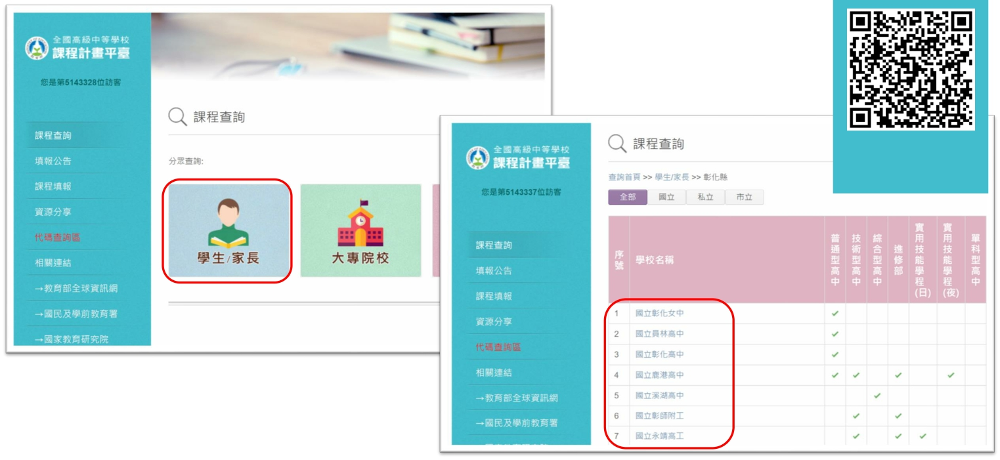 全國高級中等學校
課程計畫平臺
您是第5143328位訪客
課程查詢
填報公告
課程填報
資源分享
代碼查詢區
相關連結
→教育部全球資訊網
→國民及學前教育署
→國家教育研究院
課程查詢
分眾查詢:
學生/家長
大專院校
全國高級中等學校
課程計畫平臺
您是第5143337位訪客
課程查詢
填報公告
課程填報
資源分享
代碼查詢區
相關連結
→教育部全球資訊網
→國民及學前教育署
課程查詢
查詢首頁 >> 學生/家長 >> 彰化縣
全部 國立 私立 市立
序號 學校名稱 普通型高中 技術型高中 綜合型高中 進修部 實用技能學程(日) 實用技能學程(夜) 單科型高中
1 國立彰化女中 ✓
2 國立員林高中 ✓
3 國立彰化高中 ✓
4 國立鹿港高中 ✓ ✓ ✓ ✓
5 國立溪湖高中 ✓
6 國立彰師附工 ✓ ✓
7 國立永靖高工 ✓ ✓ ✓